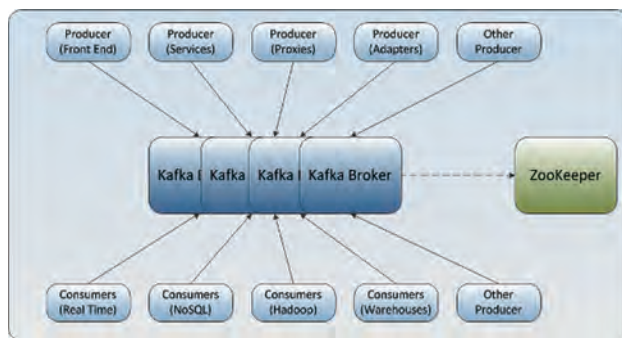 Producer Producer Producer Producer Other
(Front End) (Services) (Proxies) (Adapters) Producer
Kafka B Kafka Kafka I Kafka Broker ZooKeeper
Consumers Consumers Consumers Consumers Other
(Real Time) (NoSQL) (Hadoop) (Warehouses) Producer